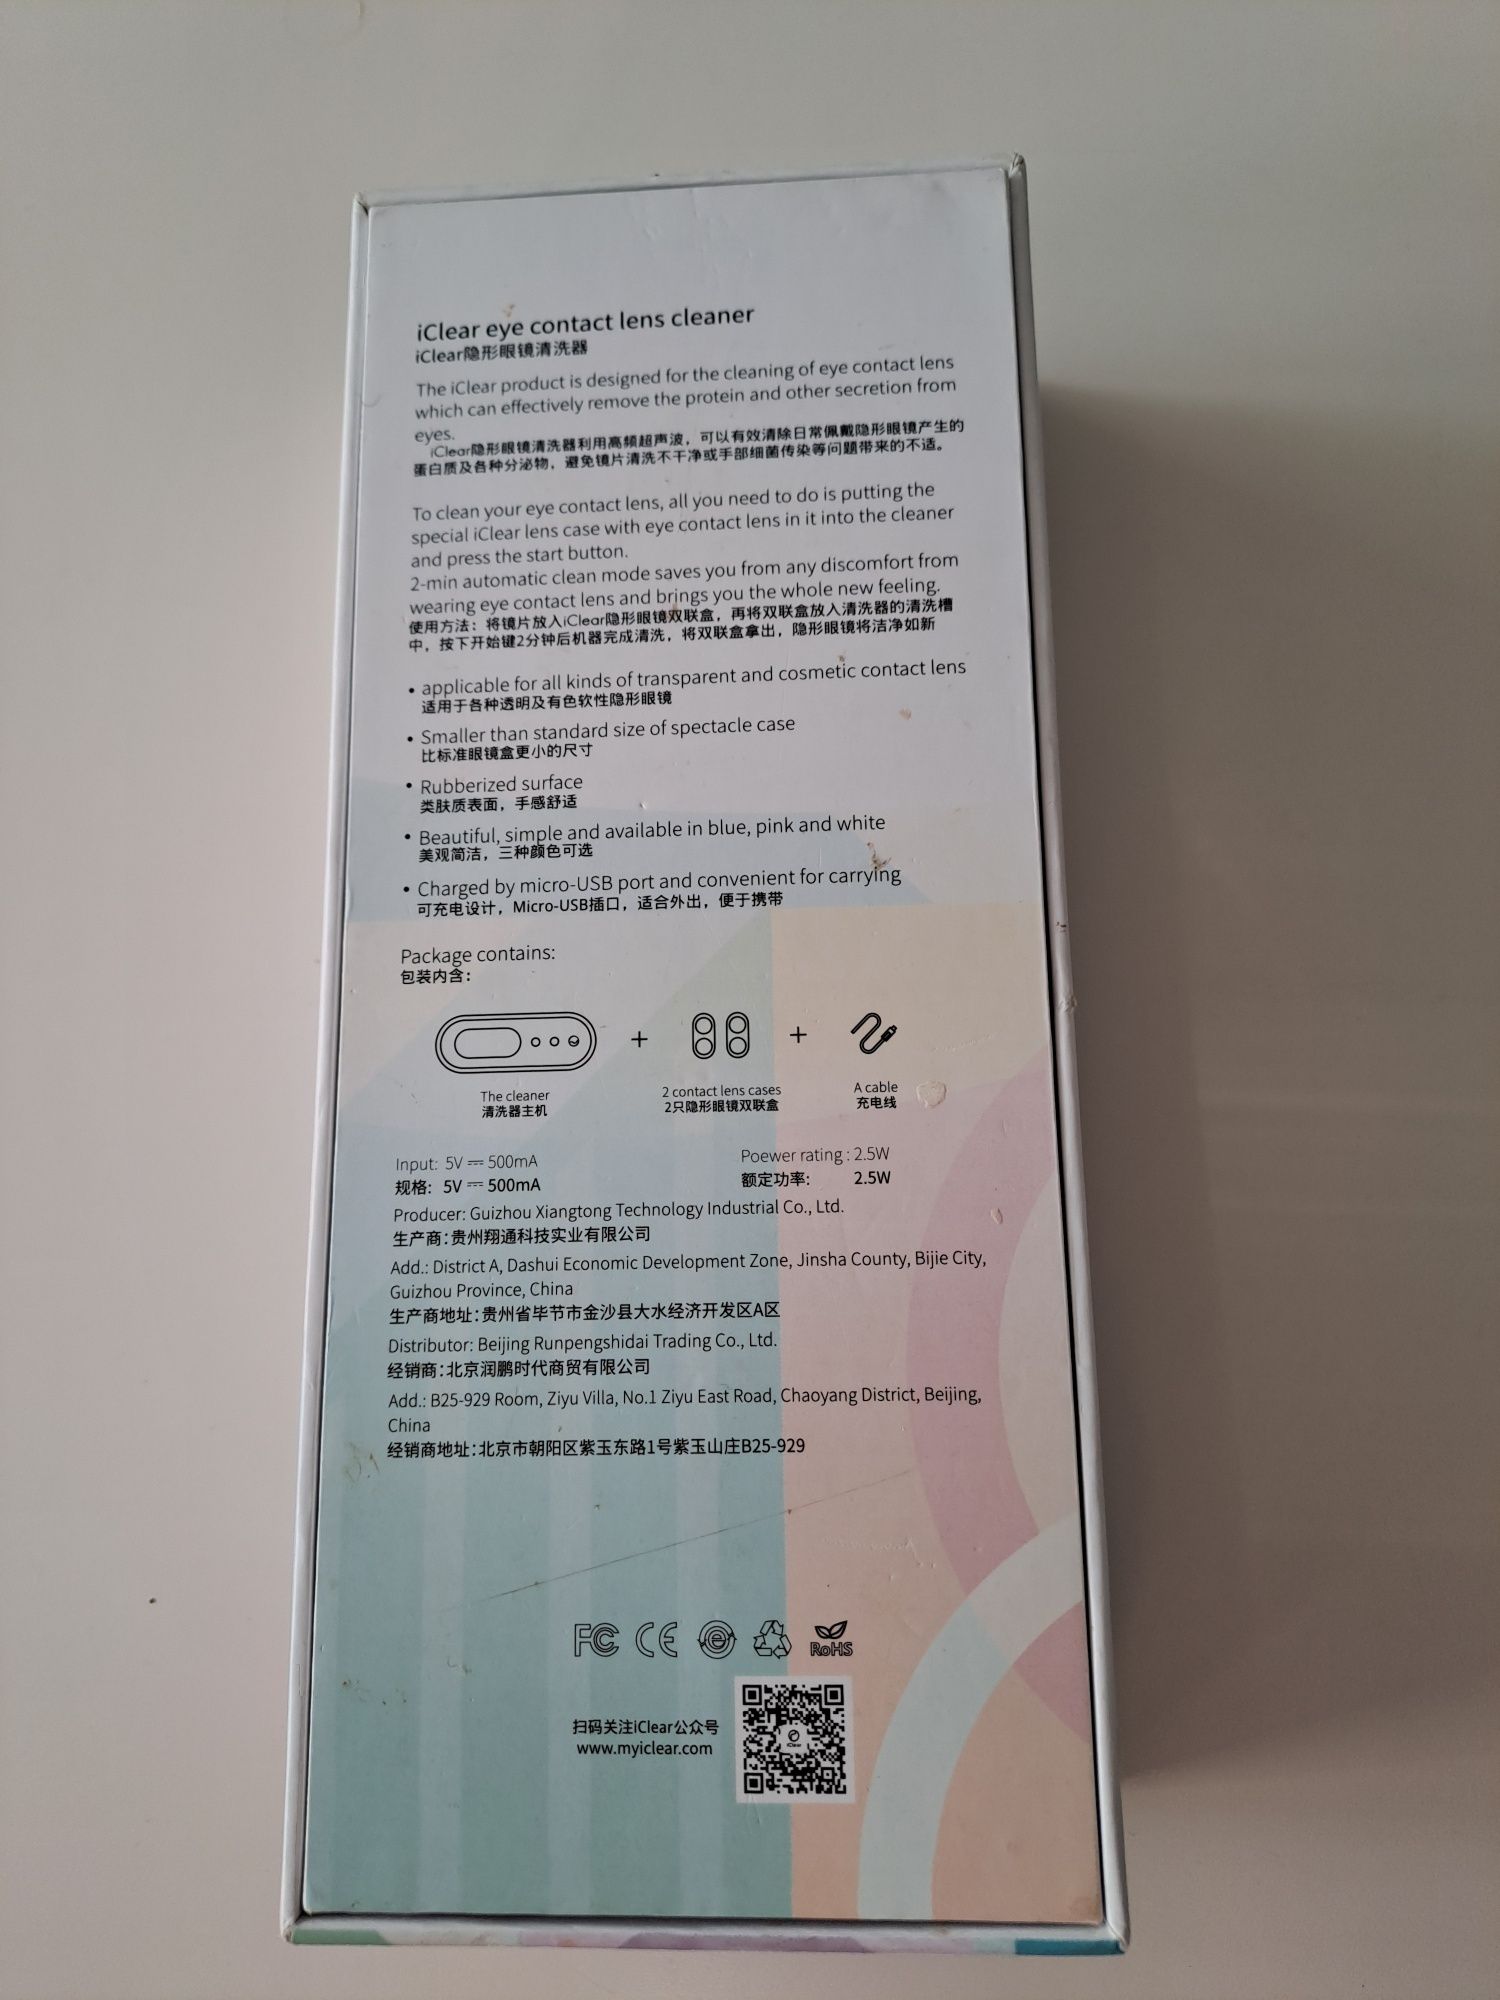 iClear eye contact lens cleaner
iClear隐形眼镜清洗器
The iClear product is designed for the cleaning of eye contact lens
which can effectively remove the protein and other secretion from
eyes.
iClear隐形眼镜清洗器利用高频超声波，可以有效清除日常佩戴隐形眼镜产生的
蛋白质及各种分泌物，避免镜片清洗不干净或手部细菌传染等问题带来的不适。
To clean your eye contact lens, all you need to do is putting the
special iClear lens case with eye contact lens in it into the cleaner
and press the start button.
2-min automatic clean mode saves you from any discomfort from
wearing eye contact lens and brings you the whole new feeling.
使用方法：将镜片放入iClear隐形眼镜双联盒，再将双联盒放入清洗器的清洗槽
中，按下开始键2分钟后机器完成清洗，将双联盒拿出，隐形眼镜将洁净如新
• applicable for all kinds of transparent and cosmetic contact lens
适用于各种透明及有色软性隐形眼镜
• Smaller than standard size of spectacle case
比标准眼镜盒更小的尺寸
• Rubberized surface
类肤质表面，手感舒适
• Beautiful, simple and available in blue, pink and white
美观简洁，三种颜色可选
• Charged by micro-USB port and convenient for carrying
可充电设计，Micro-USB插口，适合外出，便于携带
Package contains:
包装内含：
+ +
The cleaner 2 contact lens cases A cable
清洗器主机 2只隐形眼镜双联盒 充电线
Input: 5V ⎓ 500mA Poewer rating : 2.5W
规格: 5V ⎓ 500mA 额定功率: 2.5W
Producer: Guizhou Xiangtong Technology Industrial Co., Ltd.
生产商:贵州翔通科技实业有限公司
Add.: District A, Dashui Economic Development Zone, Jinsha County, Bijie City,
Guizhou Province, China
生产商地址:贵州省毕节市金沙县大水经济开发区A区
Distributor: Beijing Runpengshidai Trading Co., Ltd.
经销商:北京润鹏时代商贸有限公司
Add.: B25-929 Room, Ziyu Villa, No.1 Ziyu East Road, Chaoyang District, Beijing,
China
经销商地址:北京市朝阳区紫玉东路1号紫玉山庄B25-929
FC CE e RoHS
扫码关注iClear公众号
www.myiclear.com
iClear